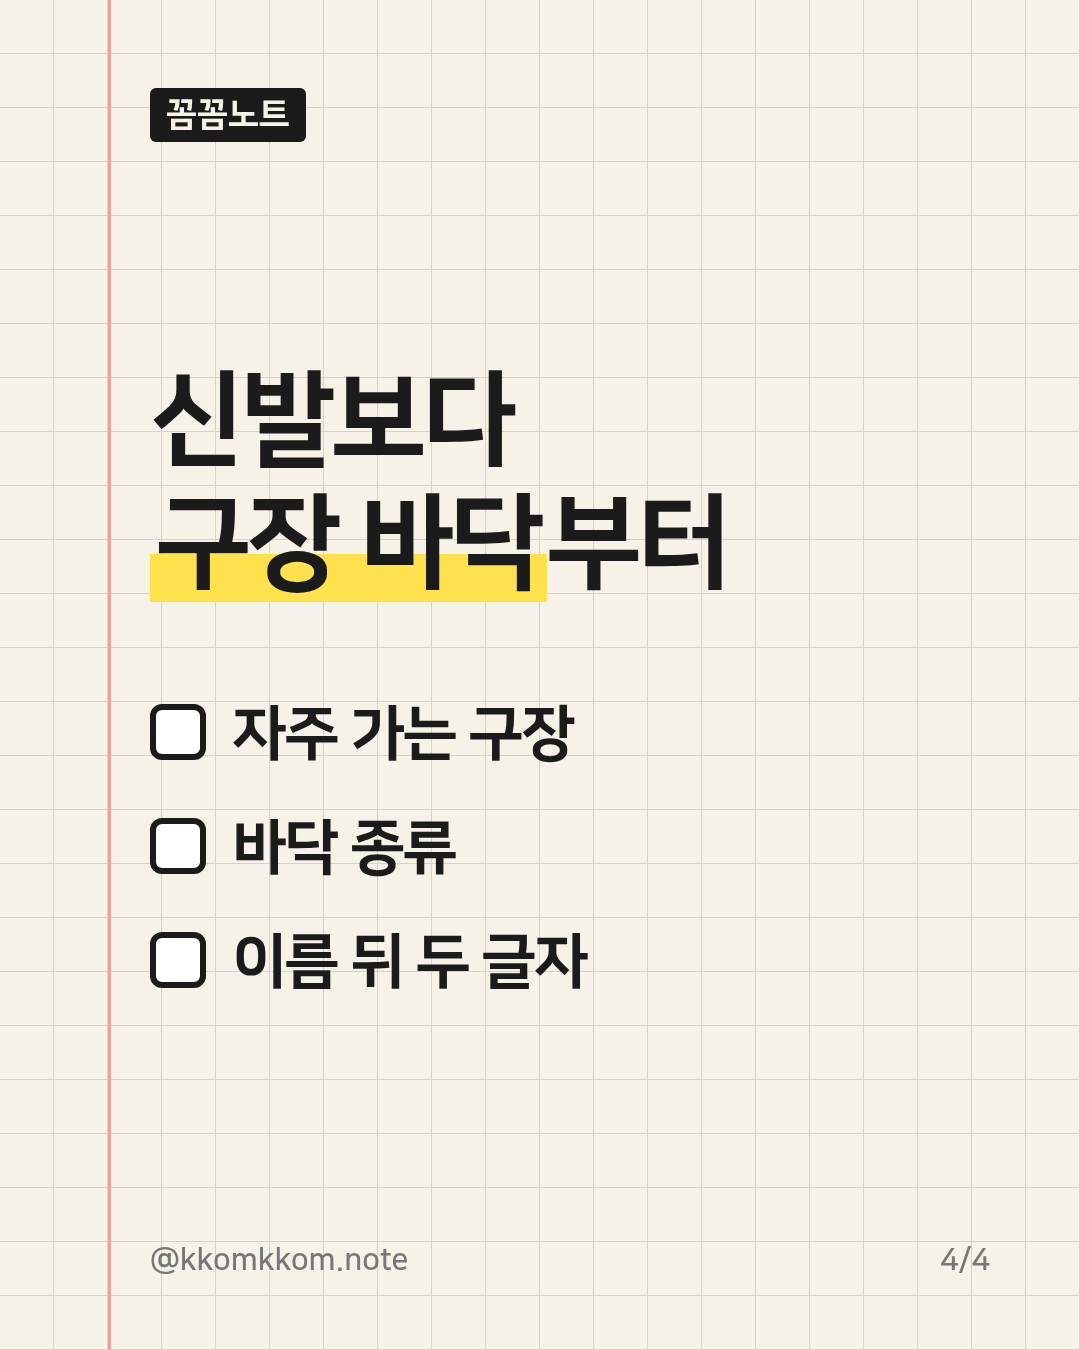 꼼꼼노트
신발보다
구장 바닥부터
자주 가는 구장
바닥 종류
이름 뒤 두 글자
@kkomkkom.note
4/4